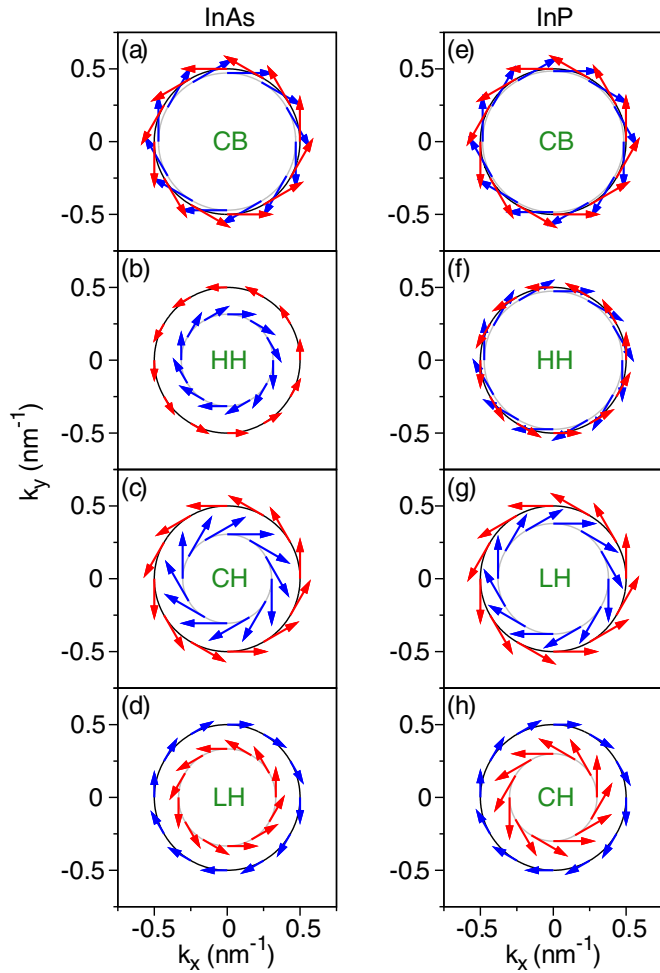 InAs InP
(a) (e)
0.5 0.5
0 CB 0 CB
-0.5 -0.5
(b) (f)
0.5 0.5
0 HH 0 HH
-0.5 -0.5
k_y (nm⁻¹)
(c) (g)
0.5 0.5
0 CH 0 LH
-0.5 -0.5
(d) (h)
0.5 0.5
0 LH 0 CH
-0.5 -0.5
-0.5 0 0.5 -0.5 0 0.5
k_x (nm⁻¹) k_x (nm⁻¹)